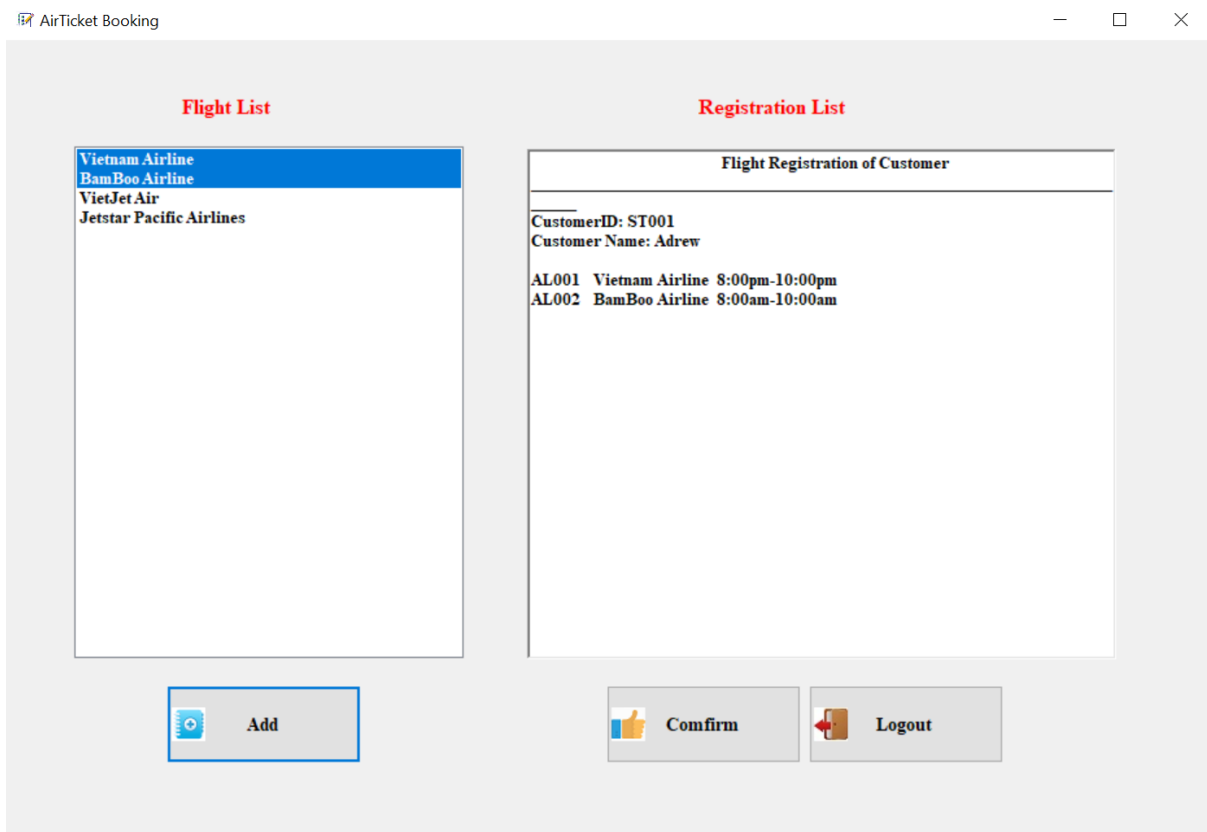 AirTicket Booking
Flight List
Vietnam Airline
BamBoo Airline
VietJet Air
Jetstar Pacific Airlines
Add
Registration List
Flight Registration of Customer
CustomerID: ST001
Customer Name: Adrew
AL001 Vietnam Airline 8:00pm-10:00pm
AL002 BamBoo Airline 8:00am-10:00am
Comfirm
Logout